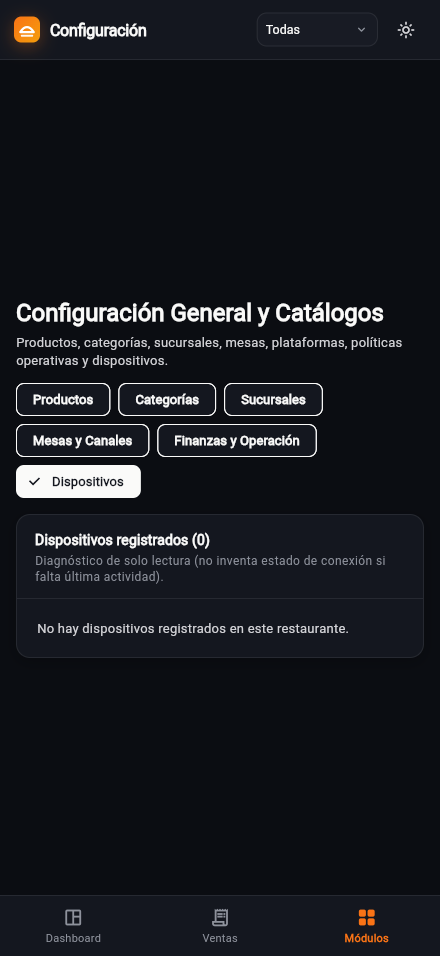 Configuración
Todas
Configuración General y Catálogos
Productos, categorías, sucursales, mesas, plataformas, políticas
operativas y dispositivos.
Productos
Categorías
Sucursales
Mesas y Canales
Finanzas y Operación
Dispositivos
Dispositivos registrados (0)
Diagnóstico de solo lectura (no inventa estado de conexión si
falta última actividad).
No hay dispositivos registrados en este restaurante.
Dashboard
Ventas
Módulos